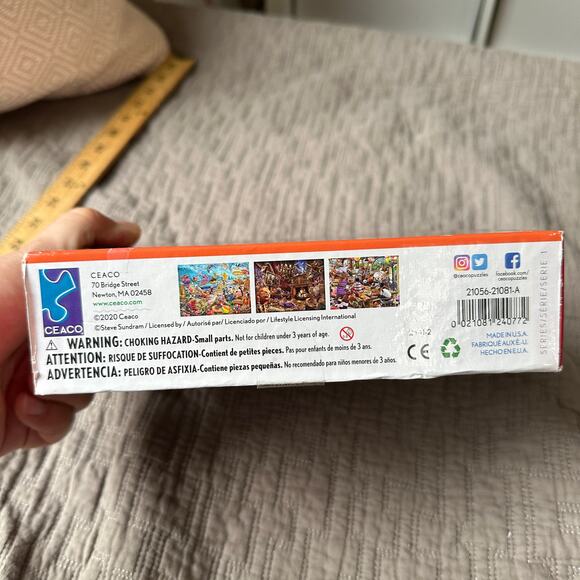 CEACO
CEACO
70 Bridge Street
Newton, MA 02458
www.ceaco.com
©2020 Ceaco
©Steve Sundram / Licensed by / Autorisé par/ Licenciado por / Lifestyle Licensing International
WARNING: CHOKING HAZARD-Small parts. Not for children under 3 years of age.
ATTENTION: RISQUE DE SUFFOCATION-Contient de petites pieces. Pas pour enfants de moins de 3 ans.
ADVERTENCIA: PELIGRO DE ASFIXIA-Contiene piezas pequeñas. No recomendado para niños menores de 3 años.
0-3
CE
@ceacopuzzles
facebook.com/
ceacopuzzles
21056-21081-A
0 21081 24077 2
MADE IN U.S.A.
FABRIQUÉ AUX É.-U.
HECHO EN E.U.A.
SERIES/SÉRIE/SERIE 1